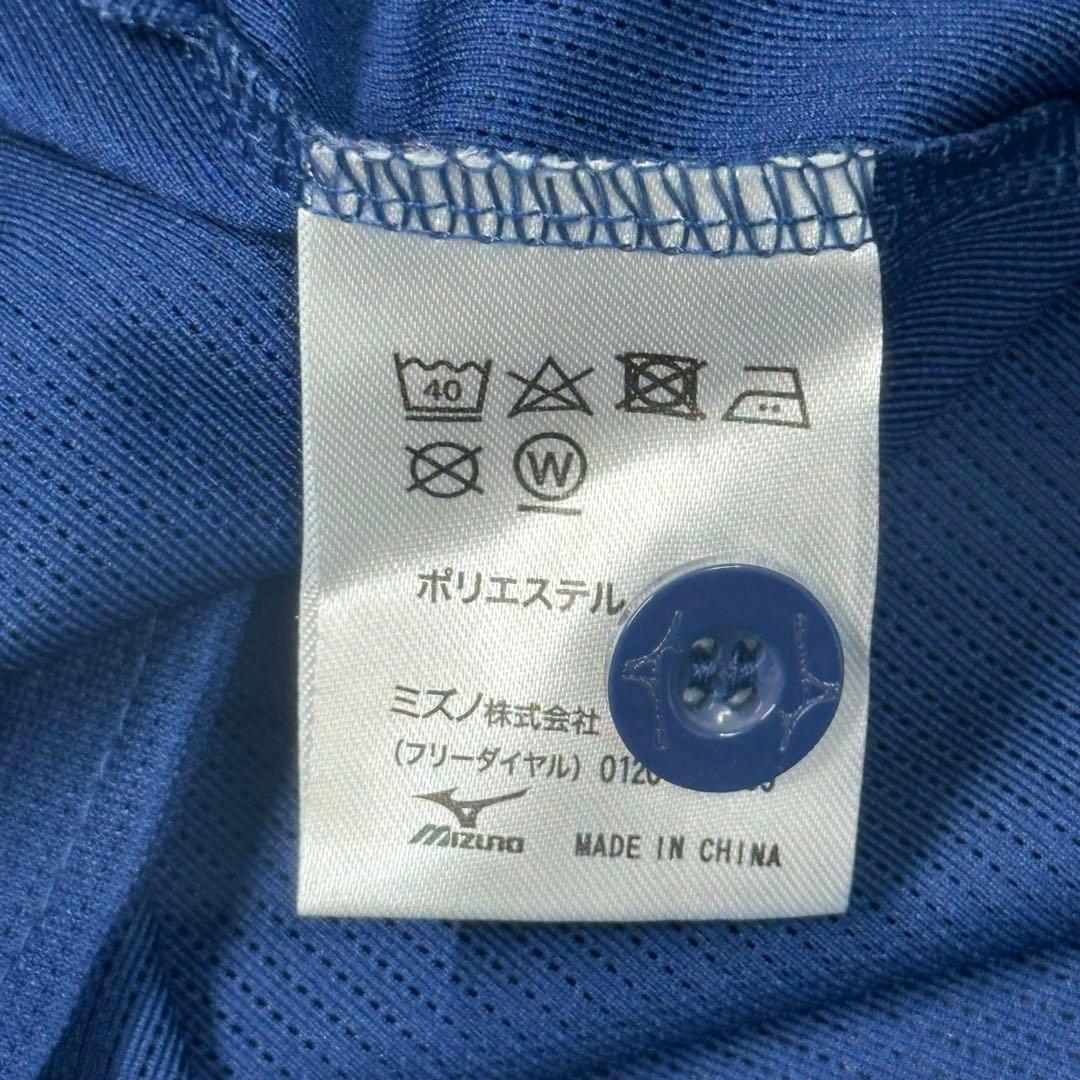 40
W
ポリエステル
ミズノ株式会社
(フリーダイヤル) 0120
MIZUNO
MADE IN CHINA